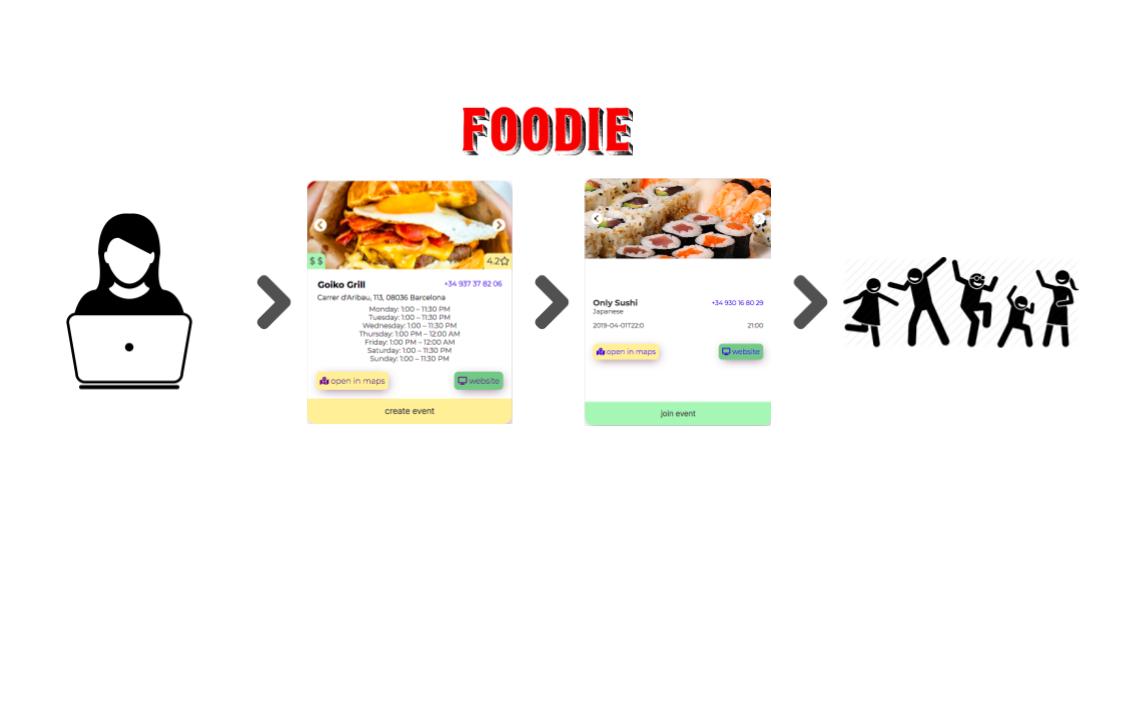 FOODIE
$ $
4.2
Goiko Grill
+34 937 37 82 06
Carrer d'Aribau, 113, 08036 Barcelona
Monday: 1:00 – 11:30 PM
Tuesday: 1:00 – 11:30 PM
Wednesday: 1:00 – 11:30 PM
Thursday: 1:00 PM – 12:00 AM
Friday: 1:00 PM – 12:00 AM
Saturday: 1:00 – 11:30 PM
Sunday: 1:00 – 11:30 PM
open in maps
website
create event
Only Sushi
+34 930 16 80 29
Japanese
2019-04-01T22:0
21:00
open in maps
website
join event